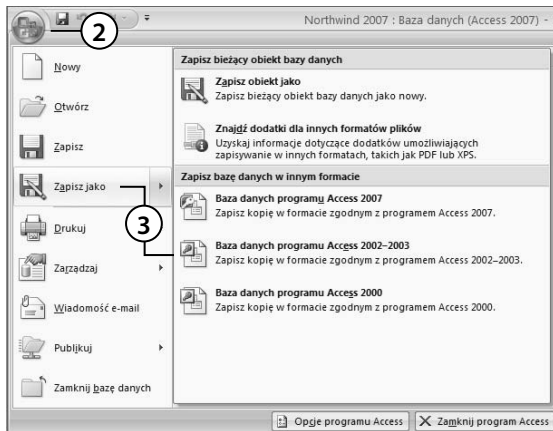 2
Northwind 2007 : Baza danych (Access 2007) -
Nowy
Otwórz
Zapisz
Zapisz jako
Drukuj
Zarządzaj
Wiadomość e-mail
Publikuj
Zamknij bazę danych
3
Zapisz bieżący obiekt bazy danych
Zapisz obiekt jako
Zapisz bieżący obiekt bazy danych jako nowy.
Znajdź dodatki dla innych formatów plików
Uzyskaj informacje dotyczące dodatków umożliwiających
zapisywanie w innych formatach, takich jak PDF lub XPS.
Zapisz bazę danych w innym formacie
Baza danych programu Access 2007
Zapisz kopię w formacie zgodnym z programem Access 2007.
Baza danych programu Access 2002–2003
Zapisz kopię w formacie zgodnym z programem Access 2002–2003.
Baza danych programu Access 2000
Zapisz kopię w formacie zgodnym z programem Access 2000.
Opcje programu Access
Zamknij program Access